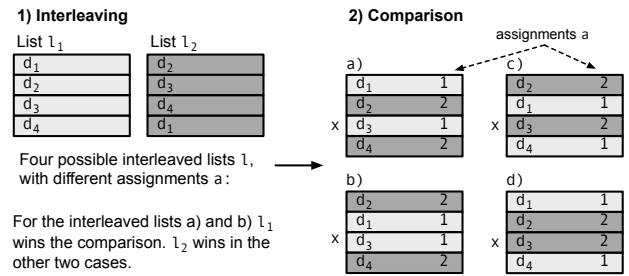 1) Interleaving
List l₁
List l₂
d₁
d₂
d₃
d₄
d₂
d₃
d₄
d₁
Four possible interleaved lists l,
with different assignments a:
For the interleaved lists a) and b) l₁
wins the comparison. l₂ wins in the
other two cases.
2) Comparison
assignments a
a)
d₁ 1
d₂ 2
x d₃ 1
d₄ 2
b)
d₂ 2
d₁ 1
x d₃ 1
d₄ 2
c)
d₂ 2
d₁ 1
x d₃ 2
d₄ 1
d)
d₁ 1
d₂ 2
x d₃ 2
d₄ 1